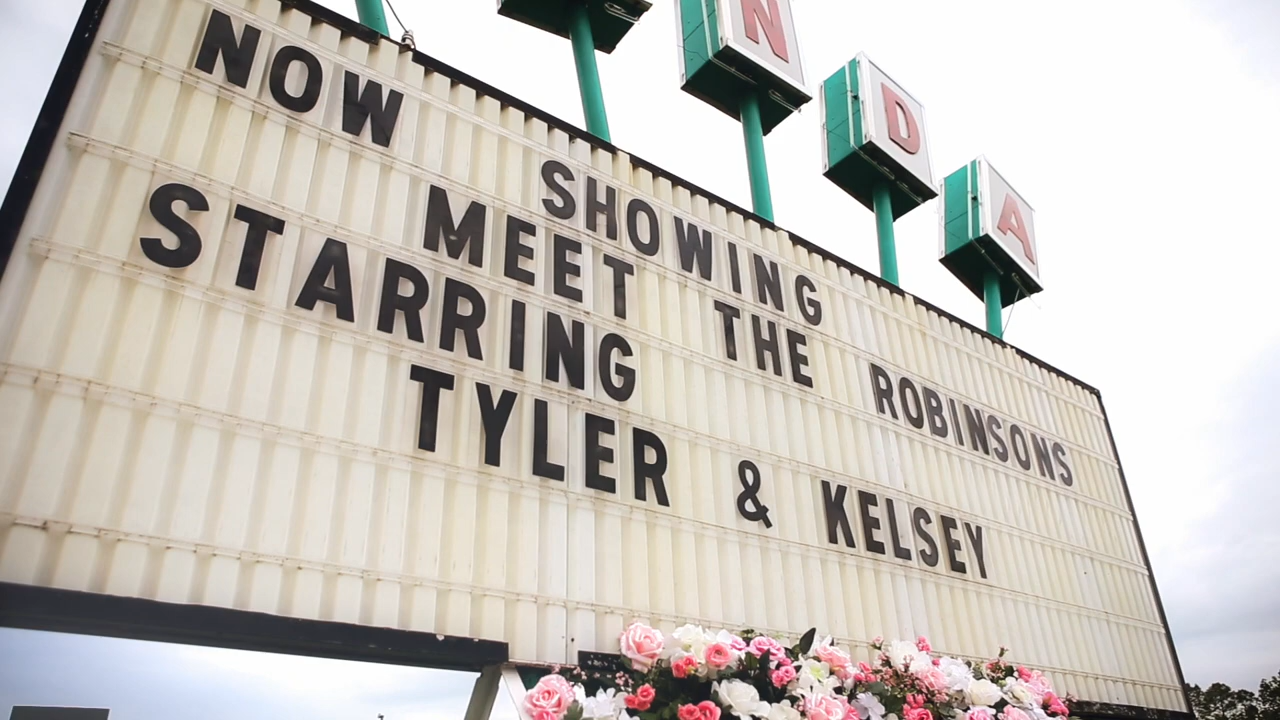 N D A
NOW SHOWING
MEET THE ROBINSONS
STARRING
TYLER & KELSEY